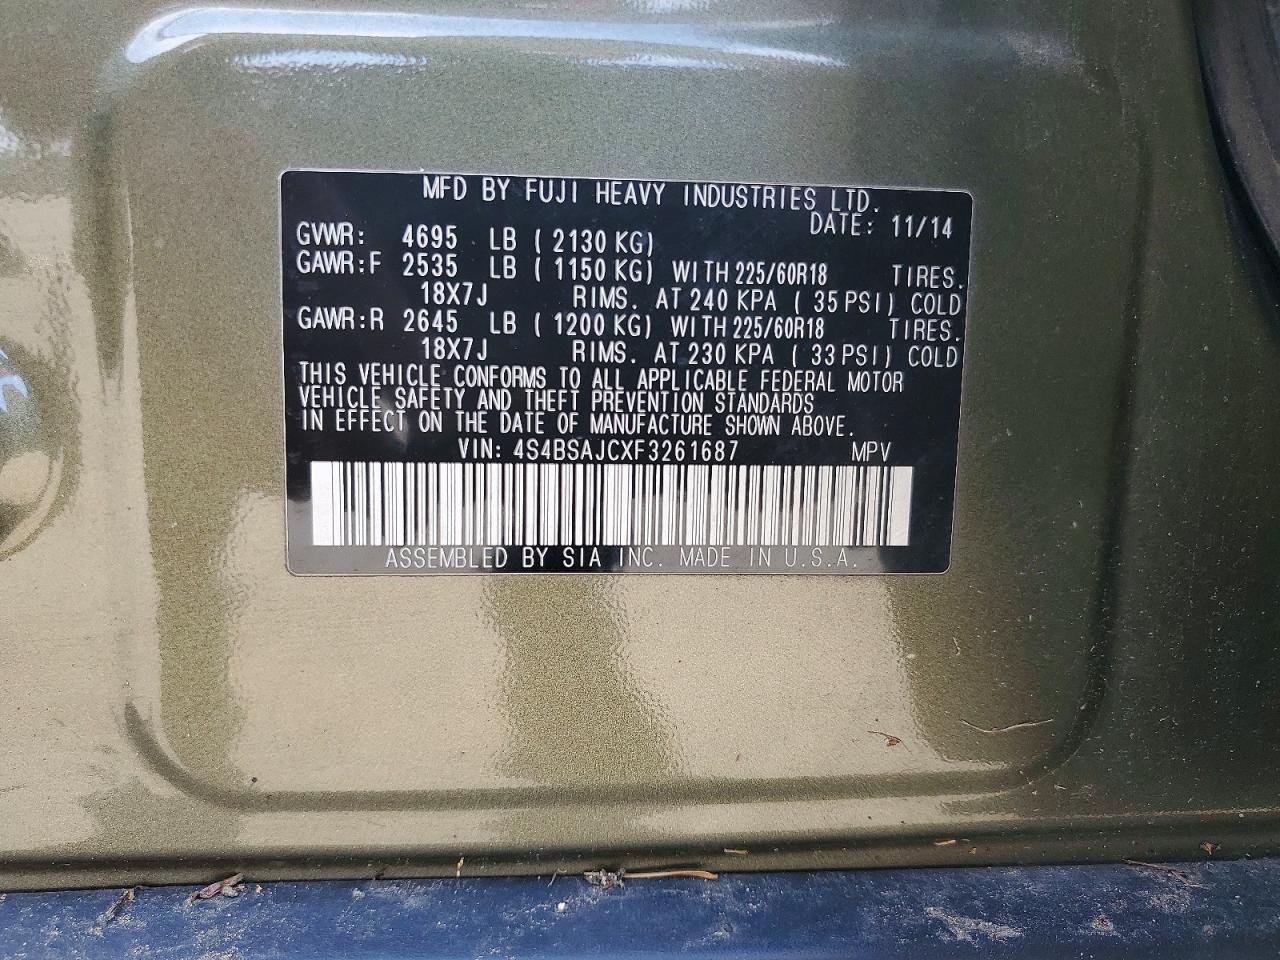 MFD BY FUJI HEAVY INDUSTRIES LTD.
DATE: 11/14
GVWR: 4695 LB ( 2130 KG)
GAWR:F 2535 LB ( 1150 KG) WITH 225/60R18 TIRES.
18X7J RIMS. AT 240 KPA ( 35 PSI) COLD
GAWR:R 2645 LB ( 1200 KG) WITH 225/60R18 TIRES.
18X7J RIMS. AT 230 KPA ( 33 PSI) COLD
THIS VEHICLE CONFORMS TO ALL APPLICABLE FEDERAL MOTOR
VEHICLE SAFETY AND THEFT PREVENTION STANDARDS
IN EFFECT ON THE DATE OF MANUFACTURE SHOWN ABOVE.
VIN: 4S4BSAJCXF3261687 MPV
ASSEMBLED BY SIA INC. MADE IN U.S.A.